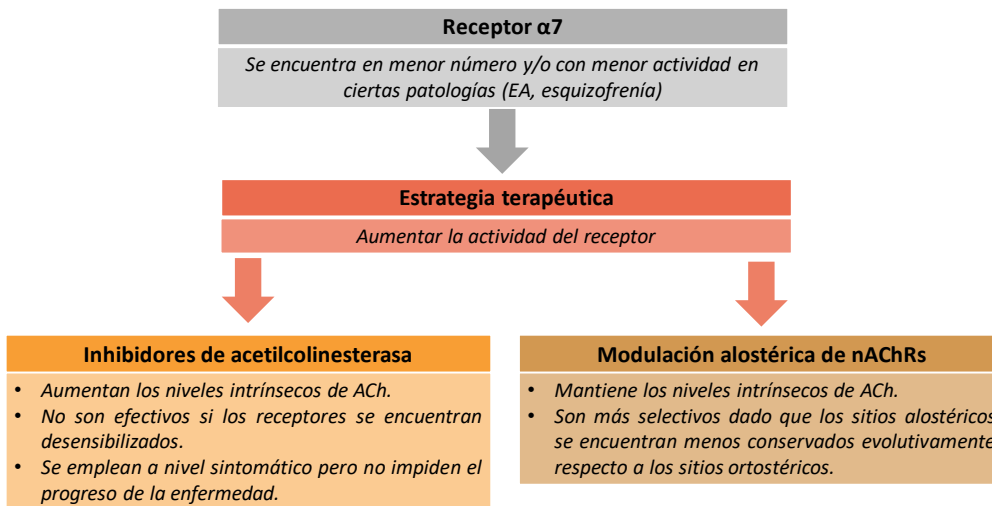 Receptor α7
Se encuentra en menor número y/o con menor actividad en
ciertas patologías (EA, esquizofrenía)
Estrategia terapéutica
Aumentar la actividad del receptor
Inhibidores de acetilcolinesterasa
• Aumentan los niveles intrínsecos de ACh.
• No son efectivos si los receptores se encuentran
desensibilizados.
• Se emplean a nivel sintomático pero no impiden el
progreso de la enfermedad.
Modulación alostérica de nAChRs
• Mantiene los niveles intrínsecos de ACh.
• Son más selectivos dado que los sitios alostéricos
se encuentran menos conservados evolutivamente
respecto a los sitios ortostéricos.